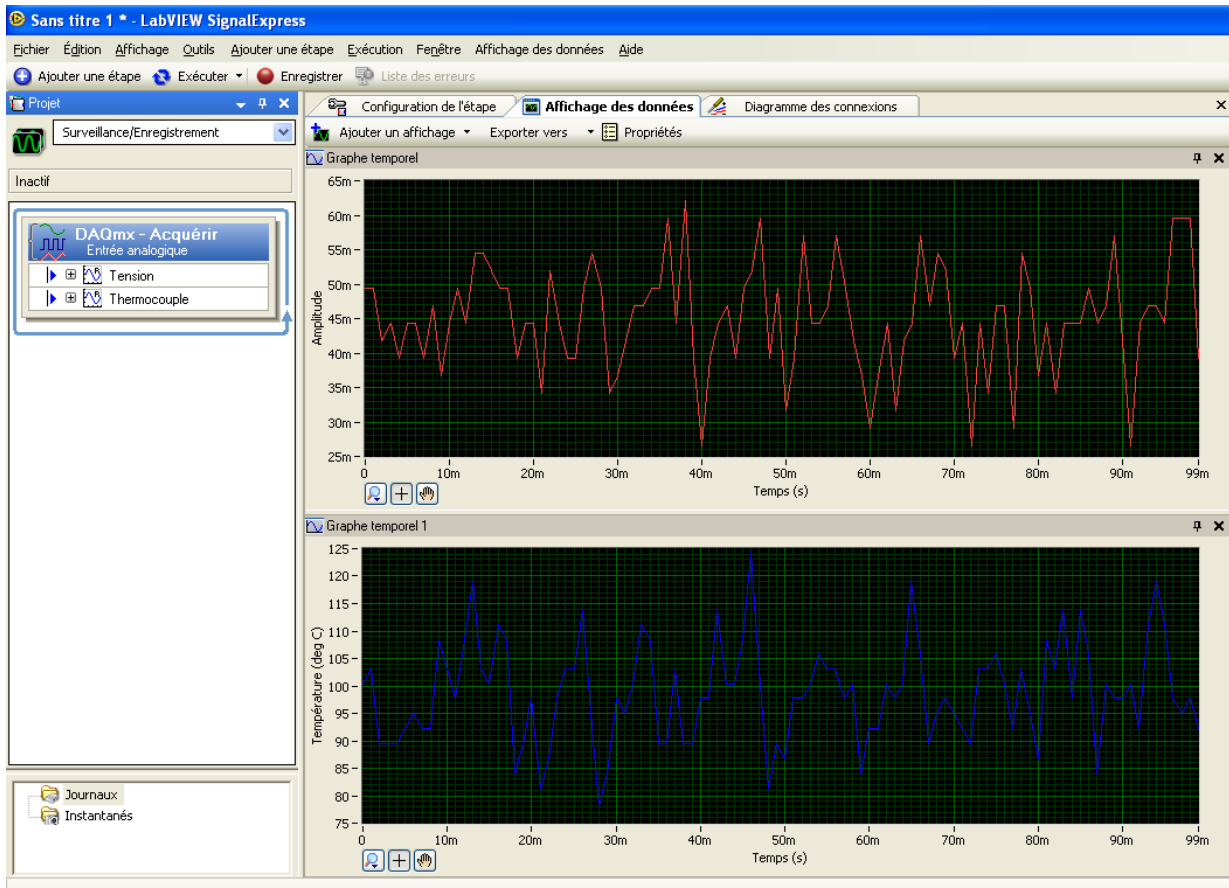 Sans titre 1 * - LabVIEW SignalExpress
Fichier Édition Affichage Outils Ajouter une étape Exécution Fenêtre Affichage des données Aide
Ajouter une étape Exécuter Enregistrer Liste des erreurs
Projet
Surveillance/Enregistrement
Inactif
DAQmx - Acquérir
Entrée analogique
Tension
Thermocouple
Journaux
Instantanés
Configuration de l'étape Affichage des données Diagramme des connexions
Ajouter un affichage Exporter vers Propriétés
Graphe temporel
65m
60m
55m
50m
45m
40m
35m
30m
25m
Amplitude
0 10m 20m 30m 40m 50m 60m 70m 80m 90m 99m
Temps (s)
Graphe temporel 1
125
120
115
110
105
100
95
90
85
80
75
Température (deg C)
0 10m 20m 30m 40m 50m 60m 70m 80m 90m 99m
Temps (s)